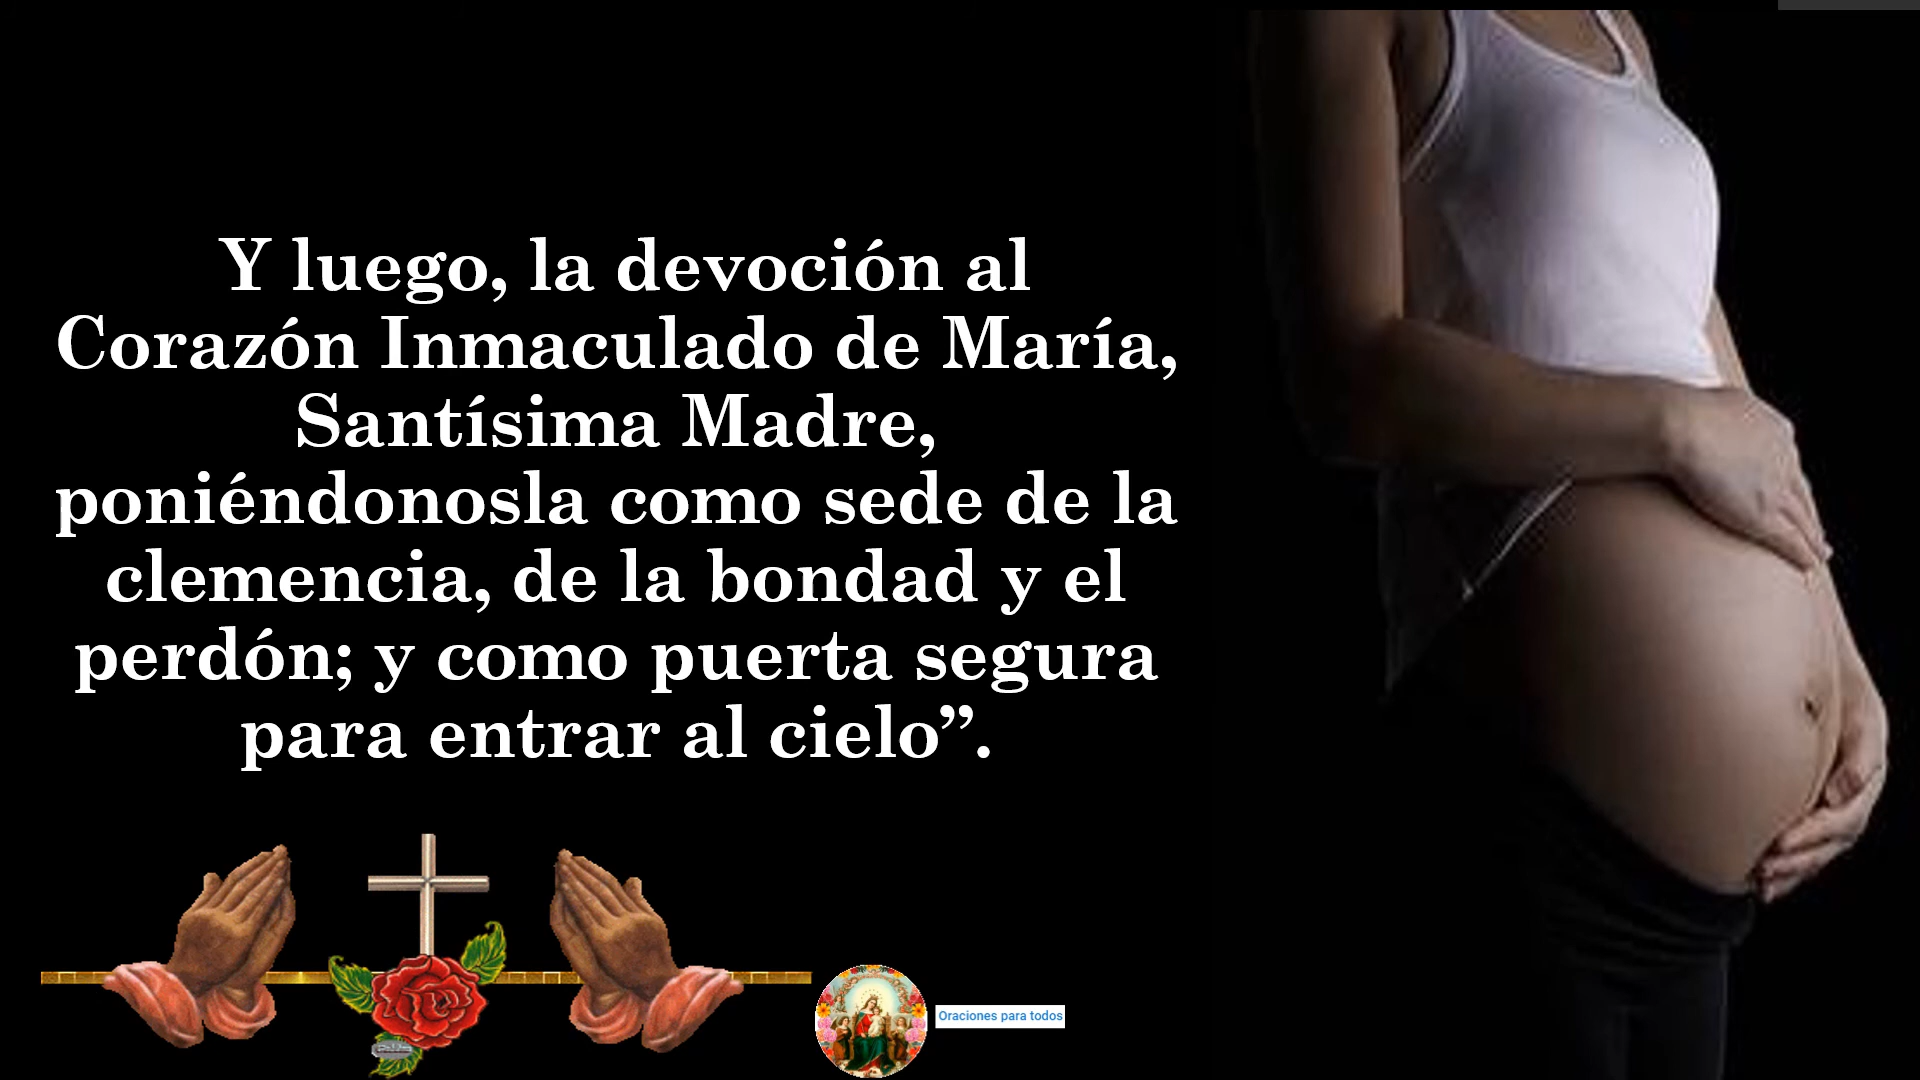 Y luego, la devoción al
Corazón Inmaculado de María,
Santísima Madre,
poniéndonosla como sede de la
clemencia, de la bondad y el
perdón; y como puerta segura
para entrar al cielo”.
Oraciones para todos